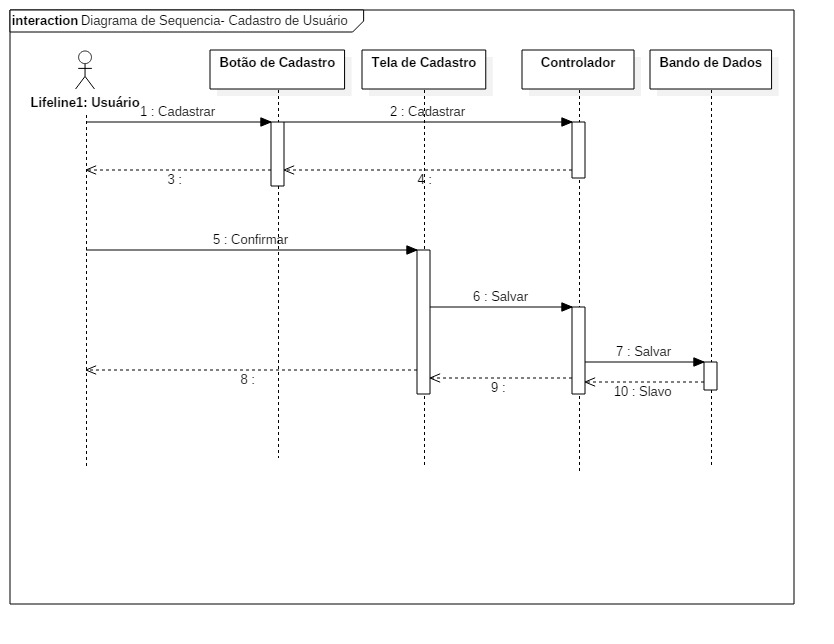 interaction Diagrama de Sequencia- Cadastro de Usuário
Botão de Cadastro
Tela de Cadastro
Controlador
Bando de Dados
Lifeline1: Usuário
1 : Cadastrar
2 : Cadastrar
3 :
4 :
5 : Confirmar
6 : Salvar
7 : Salvar
8 :
9 :
10 : Slavo